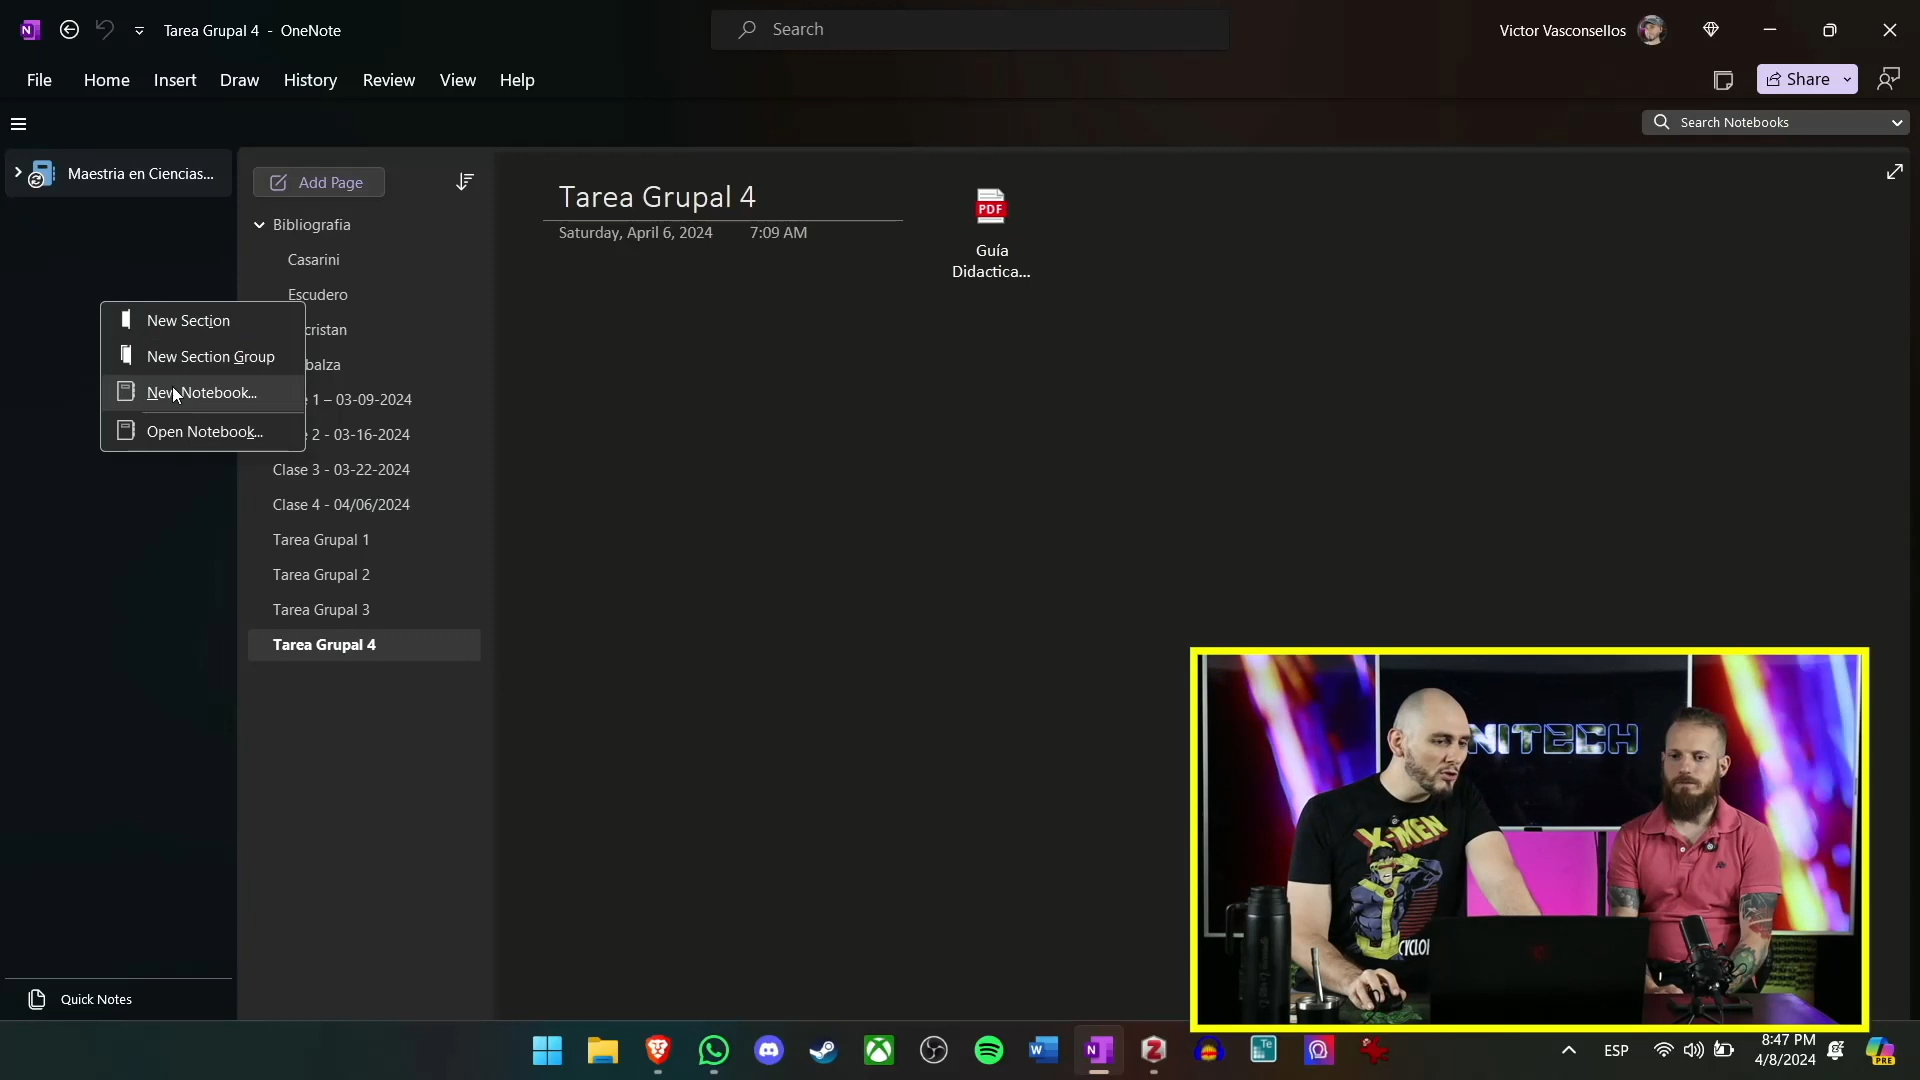 Tarea Grupal 4 - OneNote
Search
Victor Vasconsellos
File Home Insert Draw History Review View Help
Share
Search Notebooks
Maestria en Ciencias...
Add Page
Bibliografia
Casarini
Escudero
cristan
balza
1 – 03-09-2024
2 - 03-16-2024
Clase 3 - 03-22-2024
Clase 4 - 04/06/2024
Tarea Grupal 1
Tarea Grupal 2
Tarea Grupal 3
Tarea Grupal 4
New Section
New Section Group
New Notebook...
Open Notebook...
Tarea Grupal 4
Saturday, April 6, 2024 7:09 AM
PDF
Guía
Didactica...
NITECH
X-MEN
CYCLO
Quick Notes
ESP
8:47 PM
4/8/2024
PRE